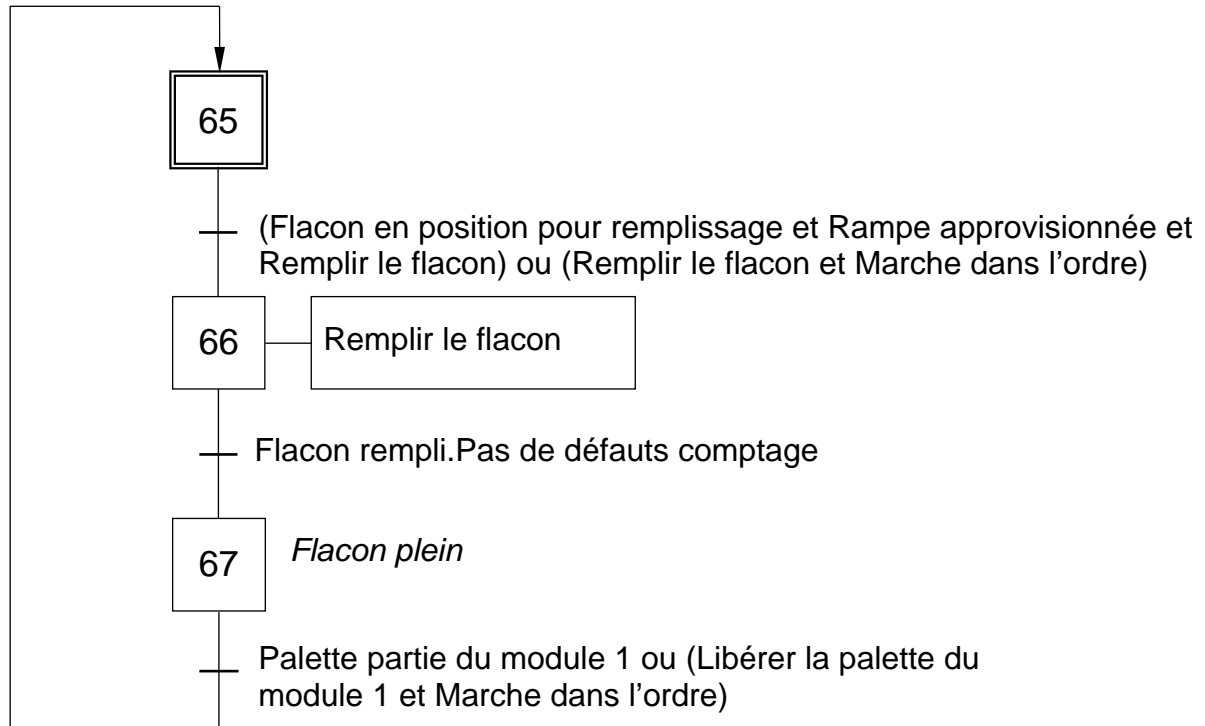 65
(Flacon en position pour remplissage et Rampe approvisionnée et
Remplir le flacon) ou (Remplir le flacon et Marche dans l’ordre)
66
Remplir le flacon
Flacon rempli.Pas de défauts comptage
67
Flacon plein
Palette partie du module 1 ou (Libérer la palette du
module 1 et Marche dans l’ordre)